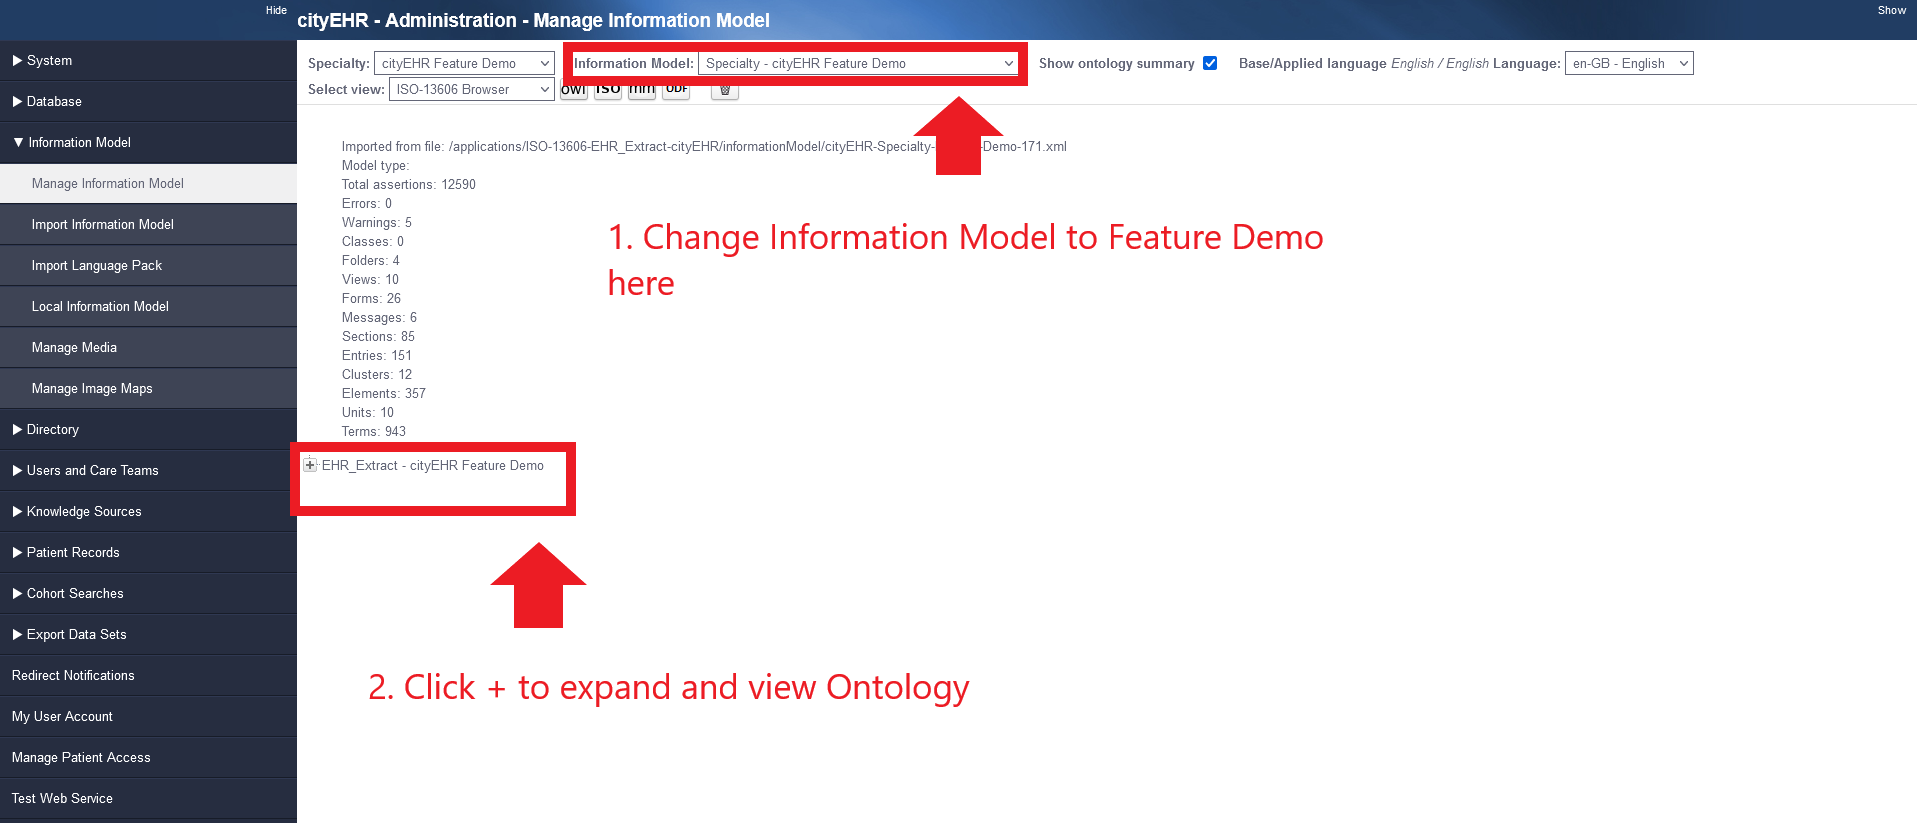 Hide
cityEHR - Administration - Manage Information Model
Show
Specialty: cityEHR Feature Demo Information Model: Specialty - cityEHR Feature Demo Show ontology summary Base/Applied language English / English Language: en-GB - English
Select view: ISO-13606 Browser owl ISO mm ODF
System
Database
Information Model
Manage Information Model
Import Information Model
Import Language Pack
Local Information Model
Manage Media
Manage Image Maps
Directory
Users and Care Teams
Knowledge Sources
Patient Records
Cohort Searches
Export Data Sets
Redirect Notifications
My User Account
Manage Patient Access
Test Web Service
Imported from file: /applications/ISO-13606-EHR_Extract-cityEHR/informationModel/cityEHR-Specialty- -Demo-171.xml
Model type:
Total assertions: 12590
Errors: 0
Warnings: 5
Classes: 0
Folders: 4
Views: 10
Forms: 26
Messages: 6
Sections: 85
Entries: 151
Clusters: 12
Elements: 357
Units: 10
Terms: 943
EHR_Extract - cityEHR Feature Demo
1. Change Information Model to Feature Demo
here
2. Click + to expand and view Ontology